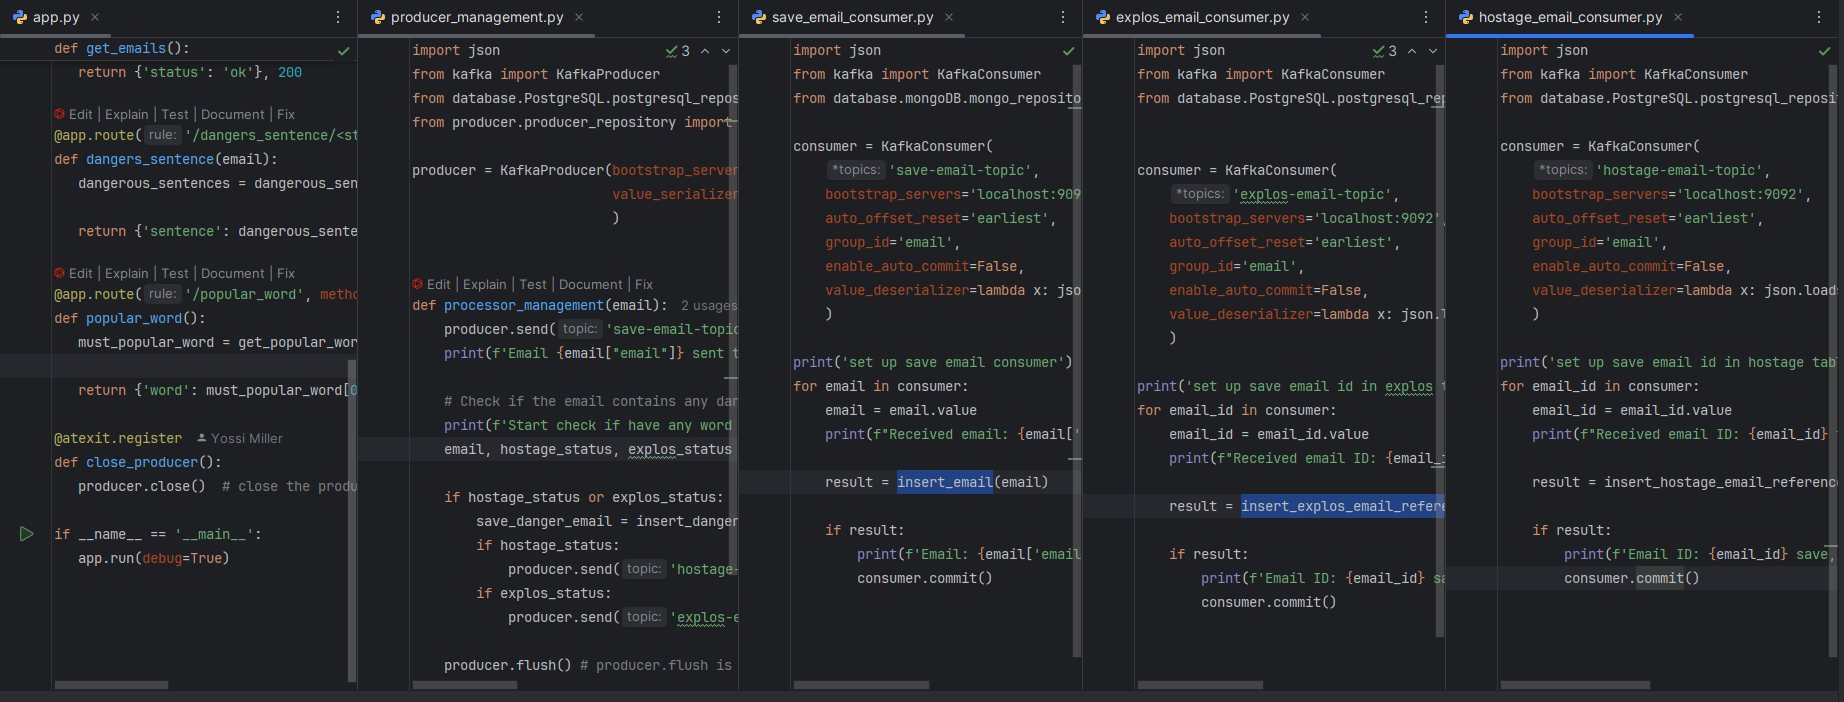 app.py
def get_emails():
return {'status': 'ok'}, 200
Edit | Explain | Test | Document | Fix
@app.route( rule: '/dangers_sentence/<st
def dangers_sentence(email):
dangerous_sentences = dangerous_sen
return {'sentence': dangerous_sente
Edit | Explain | Test | Document | Fix
@app.route( rule: '/popular_word', metho
def popular_word():
must_popular_word = get_popular_wor
return {'word': must_popular_word[0
@atexit.register Yossi Miller
def close_producer():
producer.close() # close the produ
if __name__ == '__main__':
app.run(debug=True)
producer_management.py
import json
3
from kafka import KafkaProducer
from database.PostgreSQL.postgresql_repos
from producer.producer_repository import
producer = KafkaProducer(bootstrap_server
value_serializer
)
Edit | Explain | Test | Document | Fix
def processor_management(email): 2 usages
producer.send( topic: 'save-email-topic
print(f'Email {email["email"]} sent t
# Check if the email contains any dan
print(f'Start check if have any word
email, hostage_status, explos_status
if hostage_status or explos_status:
save_danger_email = insert_danger
if hostage_status:
producer.send( topic: 'hostage-
if explos_status:
producer.send( topic: 'explos-e
producer.flush() # producer.flush is
save_email_consumer.py
import json
from kafka import KafkaConsumer
from database.mongoDB.mongo_reposito
consumer = KafkaConsumer(
*topics: 'save-email-topic',
bootstrap_servers='localhost:909
auto_offset_reset='earliest',
group_id='email',
enable_auto_commit=False,
value_deserializer=lambda x: jso
)
print('set up save email consumer')
for email in consumer:
email = email.value
print(f"Received email: {email['
result = insert_email(email)
if result:
print(f'Email: {email['email
consumer.commit()
explos_email_consumer.py
import json
3
from kafka import KafkaConsumer
from database.PostgreSQL.postgresql_rep
consumer = KafkaConsumer(
*topics: 'explos-email-topic',
bootstrap_servers='localhost:9092',
auto_offset_reset='earliest',
group_id='email',
enable_auto_commit=False,
value_deserializer=lambda x: json.l
)
print('set up save email id in explos t
for email_id in consumer:
email_id = email_id.value
print(f"Received email ID: {email_i
result = insert_explos_email_refere
if result:
print(f'Email ID: {email_id} sa
consumer.commit()
hostage_email_consumer.py
import json
from kafka import KafkaConsumer
from database.PostgreSQL.postgresql_reposi
consumer = KafkaConsumer(
*topics: 'hostage-email-topic',
bootstrap_servers='localhost:9092',
auto_offset_reset='earliest',
group_id='email',
enable_auto_commit=False,
value_deserializer=lambda x: json.load
)
print('set up save email id in hostage tab
for email_id in consumer:
email_id = email_id.value
print(f"Received email ID: {email_id}
result = insert_hostage_email_referenc
if result:
print(f'Email ID: {email_id} save,
consumer.commit()